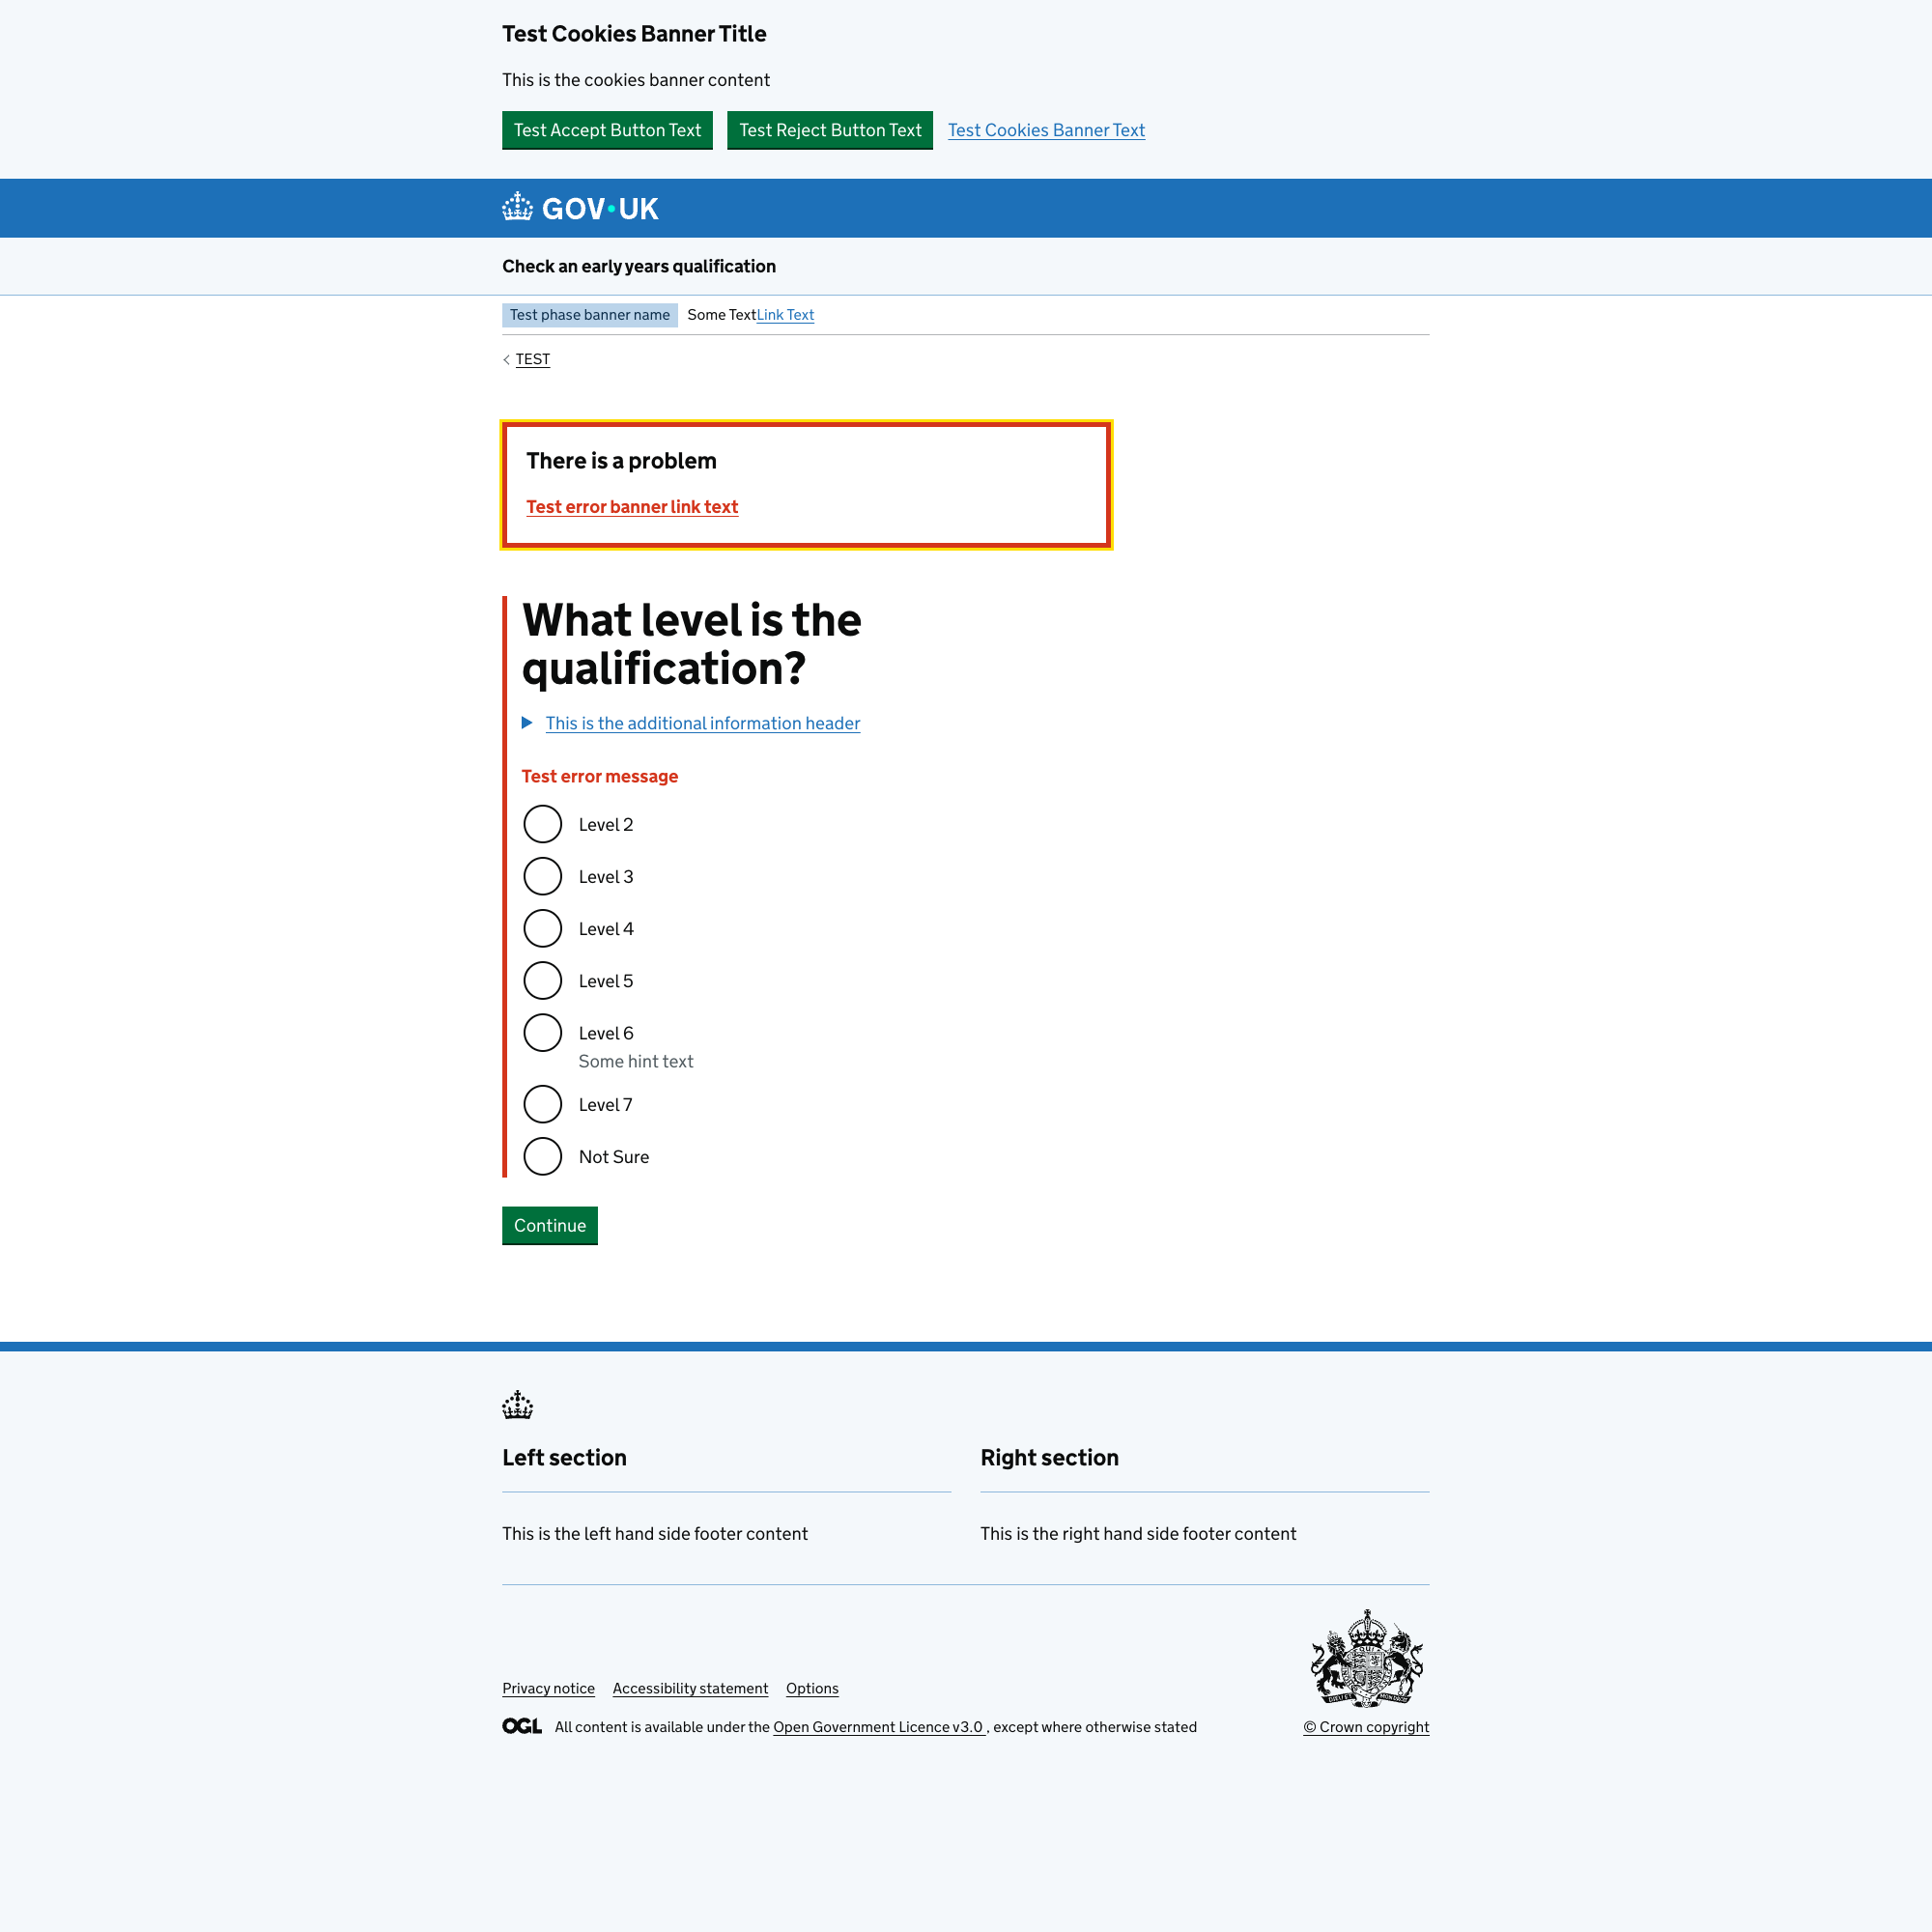 Test Cookies Banner Title
This is the cookies banner content
Test Accept Button Text Test Reject Button Text Test Cookies Banner Text
GOV·UK
Check an early years qualification
Test phase banner name Some TextLink Text
TEST
There is a problem
Test error banner link text
What level is the
qualification?
This is the additional information header
Test error message
Level 2
Level 3
Level 4
Level 5
Level 6
Some hint text
Level 7
Not Sure
Continue
Left section Right section
This is the left hand side footer content This is the right hand side footer content
Privacy notice Accessibility statement Options
OGL All content is available under the Open Government Licence v3.0 , except where otherwise stated © Crown copyright